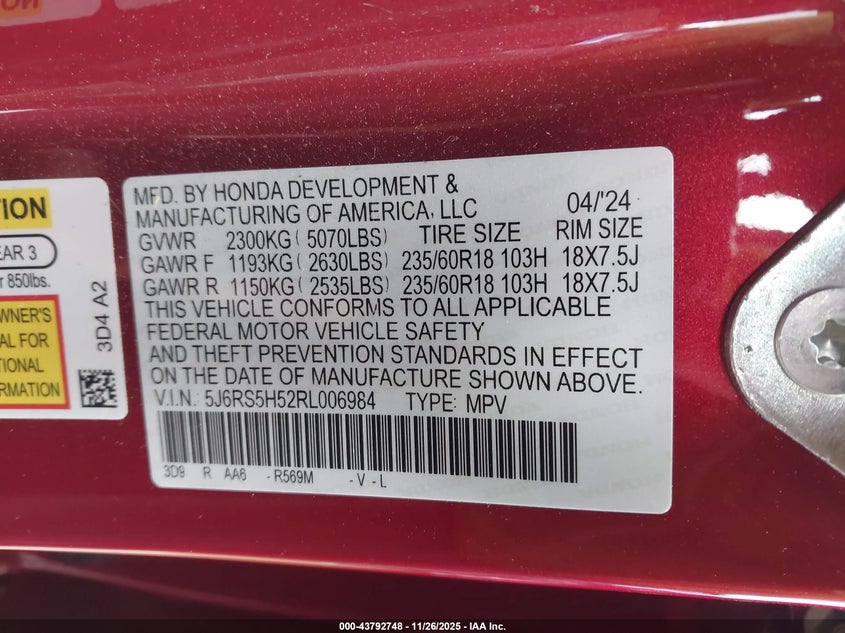 TION
EAR 3
r 850lbs.
WNER'S
AL FOR
TIONAL
ORMATION
3D4 A2
MFD. BY HONDA DEVELOPMENT &
MANUFACTURING OF AMERICA, LLC 04/'24
GVWR 2300KG(5070LBS) TIRE SIZE RIM SIZE
GAWR F 1193KG(2630LBS) 235/60R18 103H 18X7.5J
GAWR R 1150KG(2535LBS) 235/60R18 103H 18X7.5J
THIS VEHICLE CONFORMS TO ALL APPLICABLE
FEDERAL MOTOR VEHICLE SAFETY
AND THEFT PREVENTION STANDARDS IN EFFECT
ON THE DATE OF MANUFACTURE SHOWN ABOVE.
V.I.N. 5J6RS5H52RL006984 TYPE: MPV
3D9 R AA6 -R569M -V-L
000-43792748 - 11/26/2025 - IAA Inc.